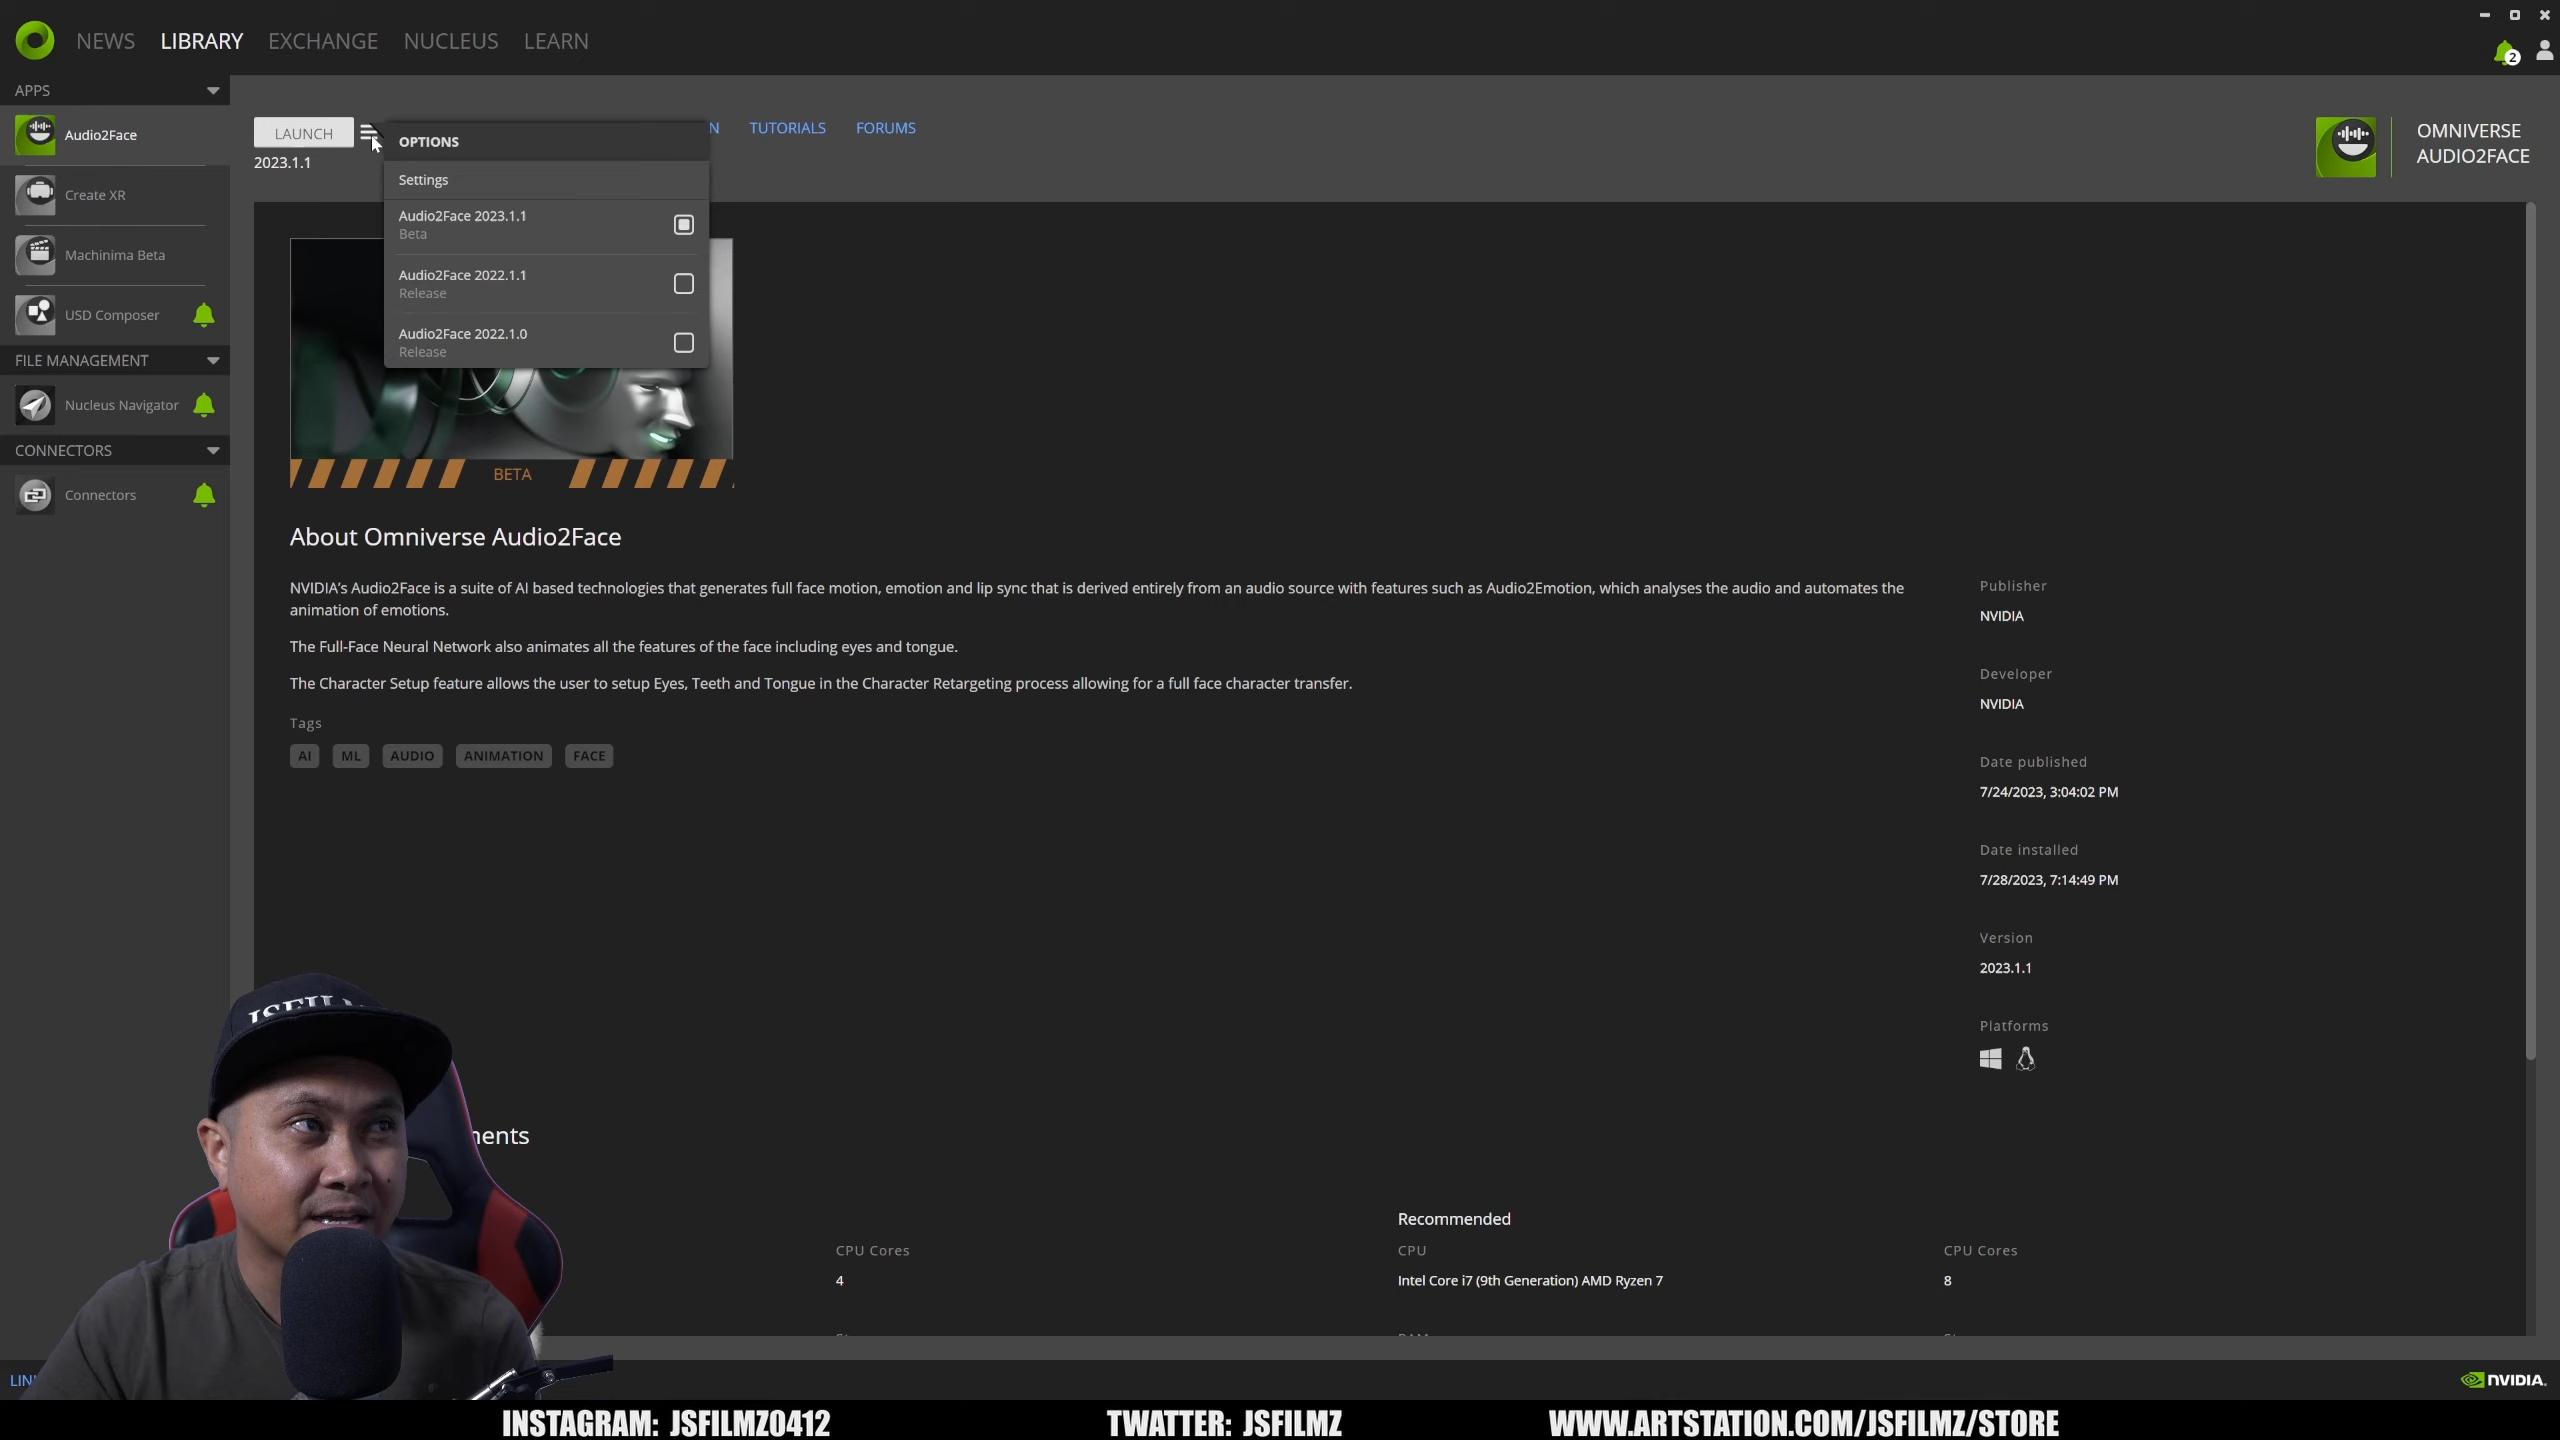 NEWS LIBRARY EXCHANGE NUCLEUS LEARN
2
APPS
Audio2Face
Create XR
Machinima Beta
USD Composer
FILE MANAGEMENT
Nucleus Navigator
CONNECTORS
Connectors
LAUNCH
2023.1.1
OPTIONS
Settings
Audio2Face 2023.1.1
Beta
Audio2Face 2022.1.1
Release
Audio2Face 2022.1.0
Release
TUTORIALS FORUMS
OMNIVERSE
AUDIO2FACE
BETA
About Omniverse Audio2Face
NVIDIA's Audio2Face is a suite of AI based technologies that generates full face motion, emotion and lip sync that is derived entirely from an audio source with features such as Audio2Emotion, which analyses the audio and automates the
animation of emotions.
The Full-Face Neural Network also animates all the features of the face including eyes and tongue.
The Character Setup feature allows the user to setup Eyes, Teeth and Tongue in the Character Retargeting process allowing for a full face character transfer.
Tags
AI ML AUDIO ANIMATION FACE
Publisher
NVIDIA
Developer
NVIDIA
Date published
7/24/2023, 3:04:02 PM
Date installed
7/28/2023, 7:14:49 PM
Version
2023.1.1
Platforms
Recommended
CPU Cores
4
CPU
Intel Core i7 (9th Generation) AMD Ryzen 7
CPU Cores
8
NVIDIA.
INSTAGRAM: JSFILMZ0412 TWATTER: JSFILMZ WWW.ARTSTATION.COM/JSFILMZ/STORE